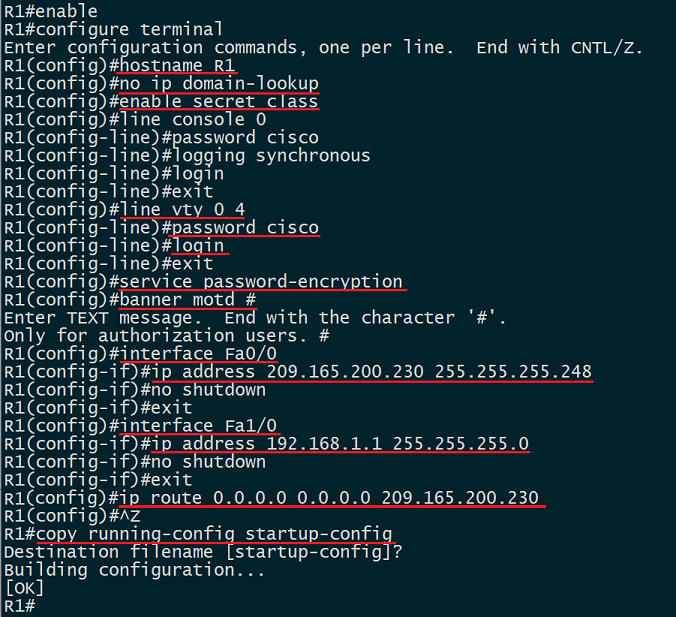 R1#enable
R1#configure terminal
Enter configuration commands, one per line.  End with CNTL/Z.
R1(config)#hostname R1
R1(config)#no ip domain-lookup
R1(config)#enable secret class
R1(config)#line console 0
R1(config-line)#password cisco
R1(config-line)#logging synchronous
R1(config-line)#login
R1(config-line)#exit
R1(config)#line vty 0 4
R1(config-line)#password cisco
R1(config-line)#login
R1(config-line)#exit
R1(config)#service password-encryption
R1(config)#banner motd #
Enter TEXT message.  End with the character '#'.
Only for authorization users. #
R1(config)#interface Fa0/0
R1(config-if)#ip address 209.165.200.230 255.255.255.248
R1(config-if)#no shutdown
R1(config-if)#exit
R1(config)#interface Fa1/0
R1(config-if)#ip address 192.168.1.1 255.255.255.0
R1(config-if)#no shutdown
R1(config-if)#exit
R1(config)#ip route 0.0.0.0 0.0.0.0 209.165.200.230
R1(config)#^Z
R1#copy running-config startup-config
Destination filename [startup-config]?
Building configuration...
[OK]
R1#